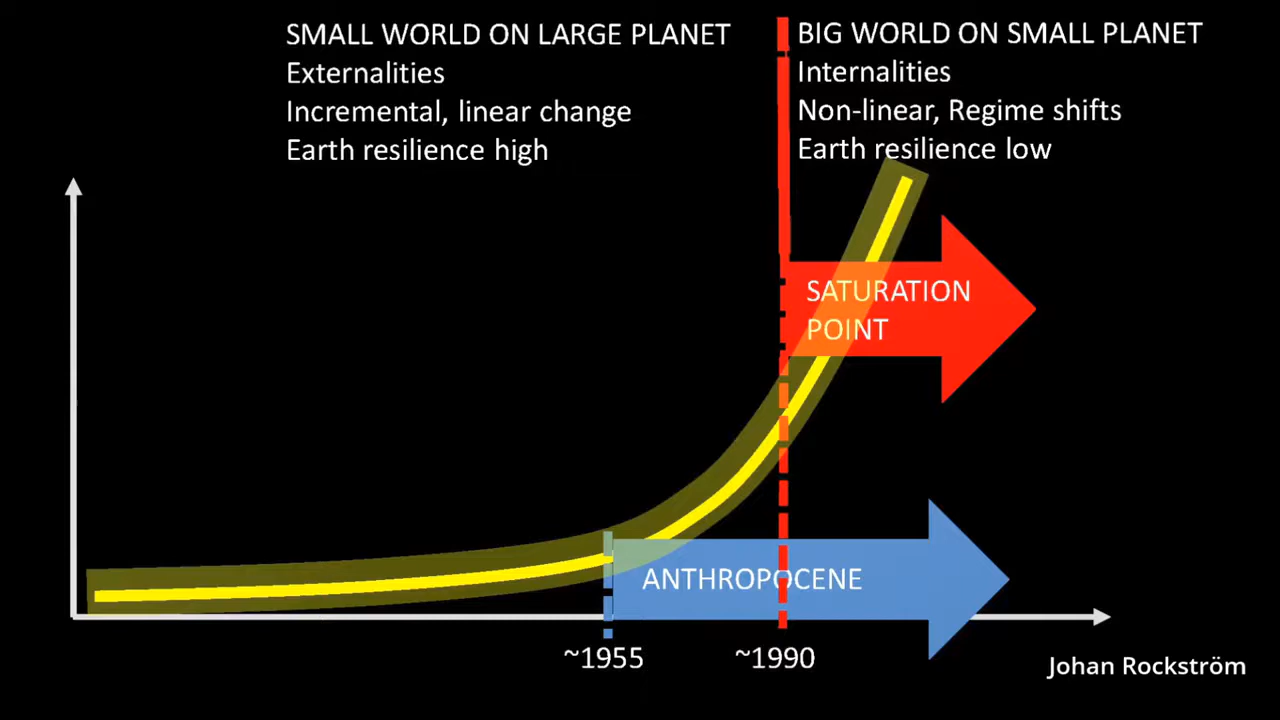 SMALL WORLD ON LARGE PLANET
Externalities
Incremental, linear change
Earth resilience high
BIG WORLD ON SMALL PLANET
Internalities
Non-linear, Regime shifts
Earth resilience low
SATURATION
POINT
ANTHROPOCENE
~1955
~1990
Johan Rockström